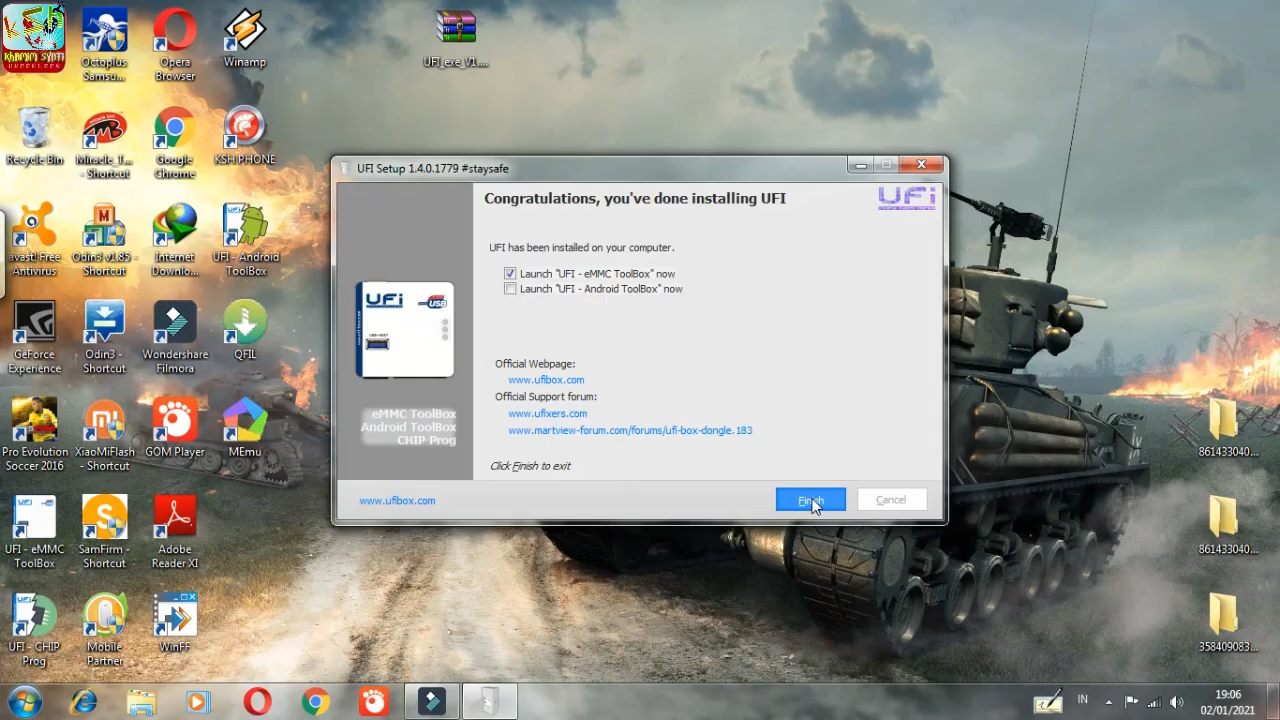 Octoplus
Samsu...
Opera
Browser
Winamp
UFI_exe_V1....
Recycle Bin
Miracle_T...
- Shortcut
Google
Chrome
KSH PHONE
avast! Free
Antivirus
Odin3 v1.85 -
Shortcut
Internet
Downlo...
UFI - Android
ToolBox
GeForce
Experience
Odin3 -
Shortcut
Wondershare
Filmora
QFIL
Pro Evolution
Soccer 2016
XiaoMiFlash
- Shortcut
GOM Player
MEmu
UFI - eMMC
ToolBox
SamFirm -
Shortcut
Adobe
Reader XI
UFI - CHIP
Prog
Mobile
Partner
WinFF
UFI Setup 1.4.0.1779 #staysafe
Congratulations, you've done installing UFI
UFi
UFI has been installed on your computer.
Launch "UFI - eMMC ToolBox" now
Launch "UFI - Android ToolBox" now
UFi
USB
Official Webpage:
www.ufibox.com
Official Support forum:
www.ufixers.com
www.martview-forum.com/forums/ufi-box-dongle.183
eMMC ToolBox
Android ToolBox
CHIP Prog
Click Finish to exit
www.ufibox.com
Finish
Cancel
861433040...
861433040...
358409083...
IN
19:06
02/01/2021